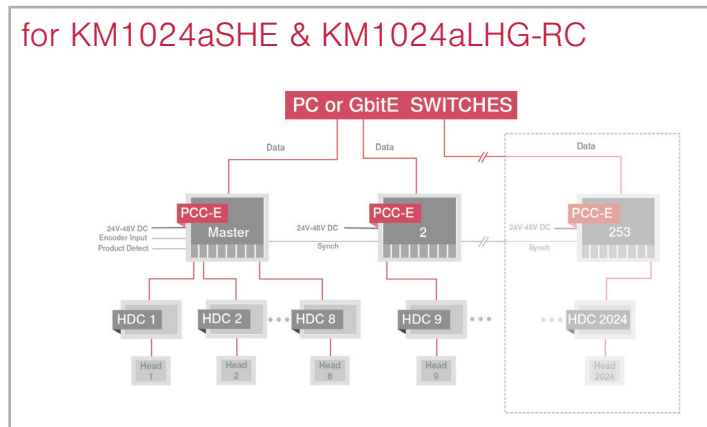 for KM1024aSHE & KM1024aLHG-RC
PC or GbitE SWITCHES
Data
Data
Data
PCC-E
Master
24V-48V DC
Encoder Input
Product Detect
PCC-E
2
24V-48V DC
Synch
PCC-E
253
24V-48V DC
Synch
HDC 1
HDC 2
HDC 8
HDC 9
HDC 2024
Head
1
Head
2
Head
8
Head
9
Head
2024